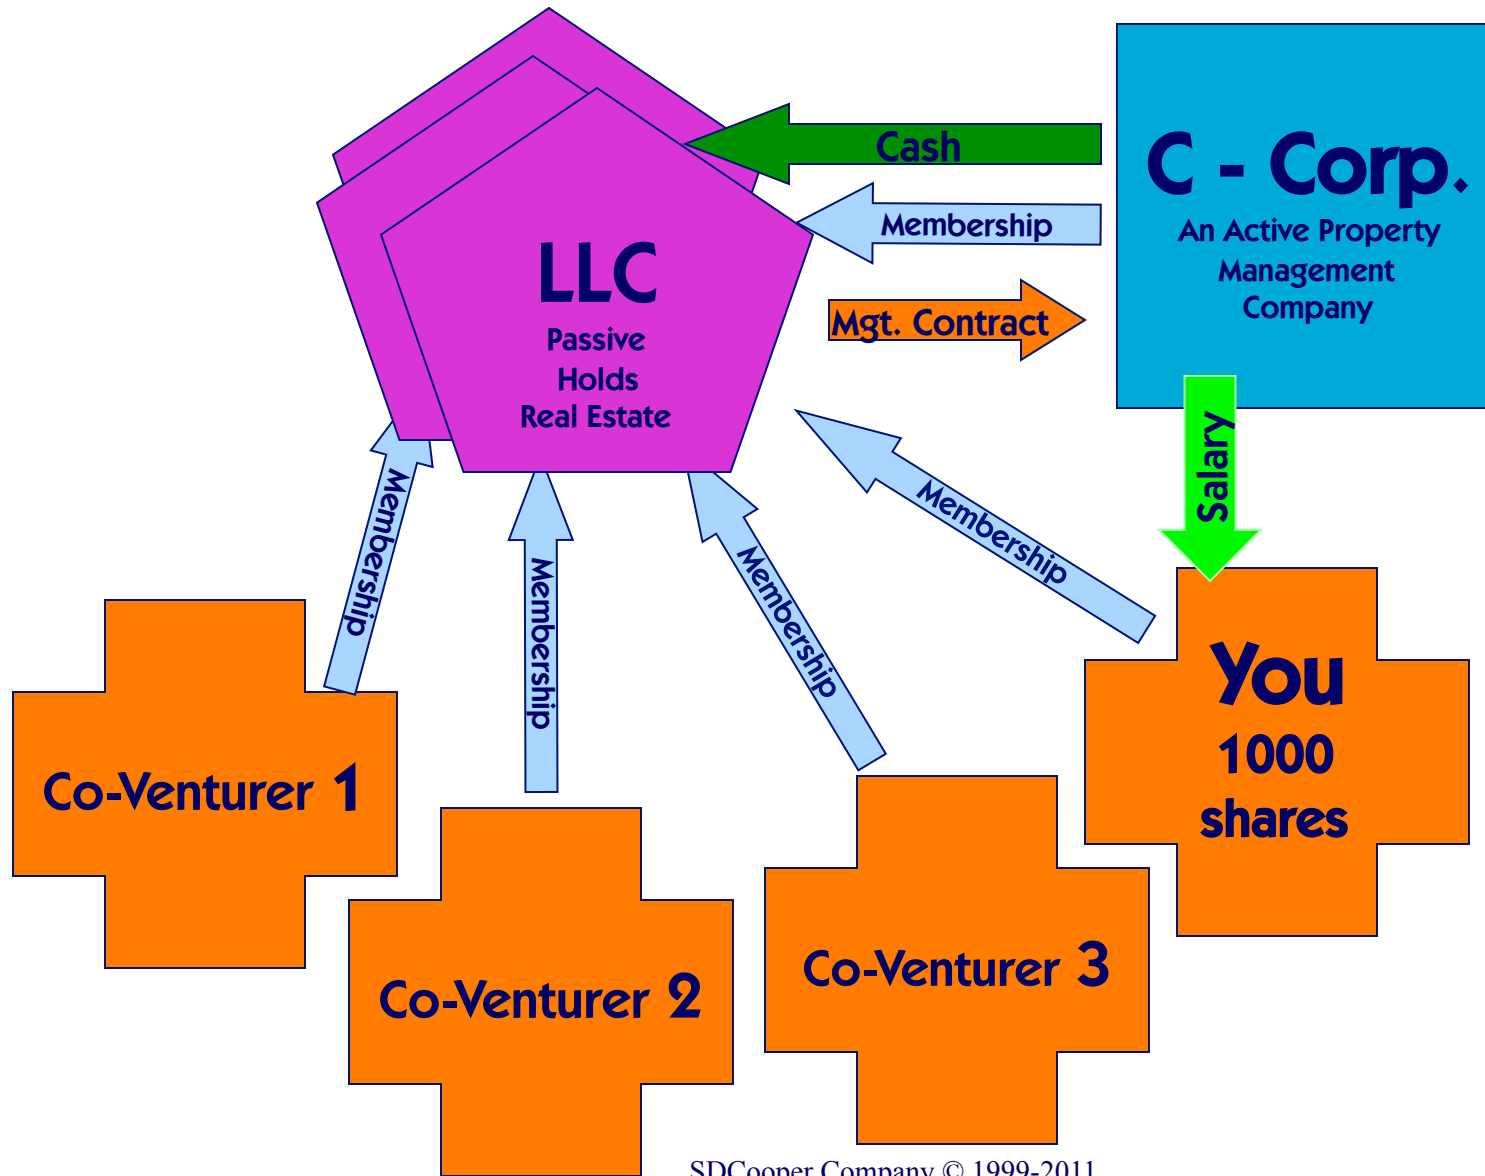 Cash
Membership
Mgt. Contract
C - Corp.
An Active Property
Management
Company
LLC
Passive
Holds
Real Estate
Salary
Membership
Membership
Membership
Membership
You
1000
shares
Co-Venturer 1
Co-Venturer 2
Co-Venturer 3
SDCooper Company © 1999-2011